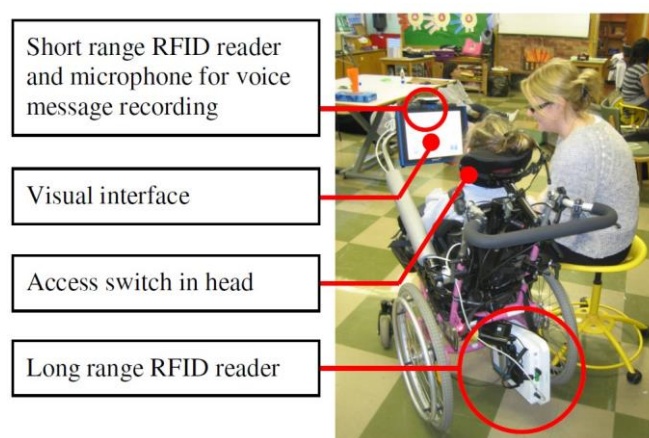 Short range RFID reader
and microphone for voice
message recording
Visual interface
Access switch in head
Long range RFID reader